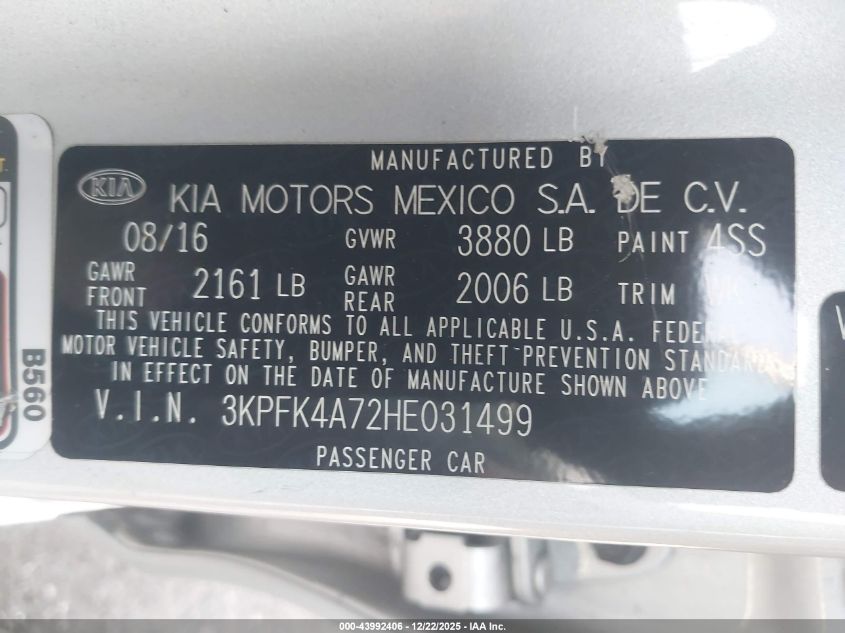 MANUFACTURED BY
KIA KIA MOTORS MEXICO S.A. DE C.V.
08/16 GVWR 3880 LB PAINT 4SS
GAWR FRONT 2161 LB GAWR REAR 2006 LB TRIM
THIS VEHICLE CONFORMS TO ALL APPLICABLE U.S.A. FEDERAL
MOTOR VEHICLE SAFETY, BUMPER, AND THEFT PREVENTION STANDARDS
IN EFFECT ON THE DATE OF MANUFACTURE SHOWN ABOVE
V.I.N. 3KPFK4A72HE031499
PASSENGER CAR
B560
000-43992406 - 12/22/2025 - IAA Inc.